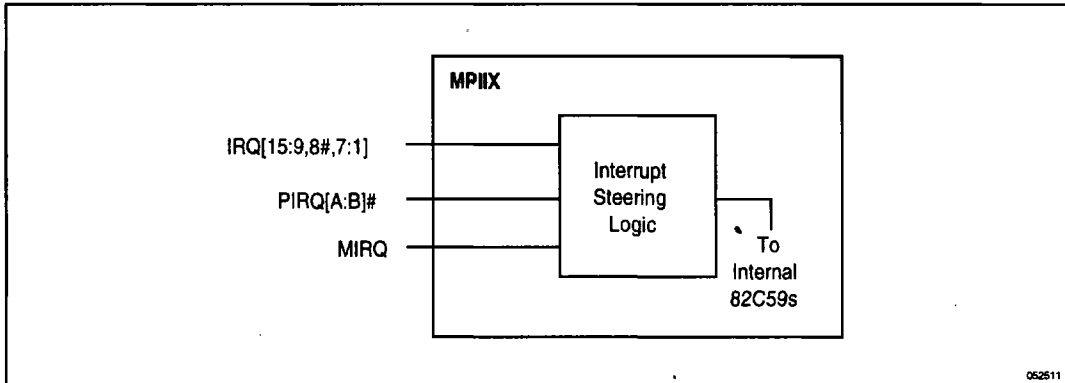 MPIIX
IRQ[15:9,8#,7:1]
PIRQ[A:B]#
MIRQ
Interrupt
Steering
Logic
To
Internal
82C59s
052511